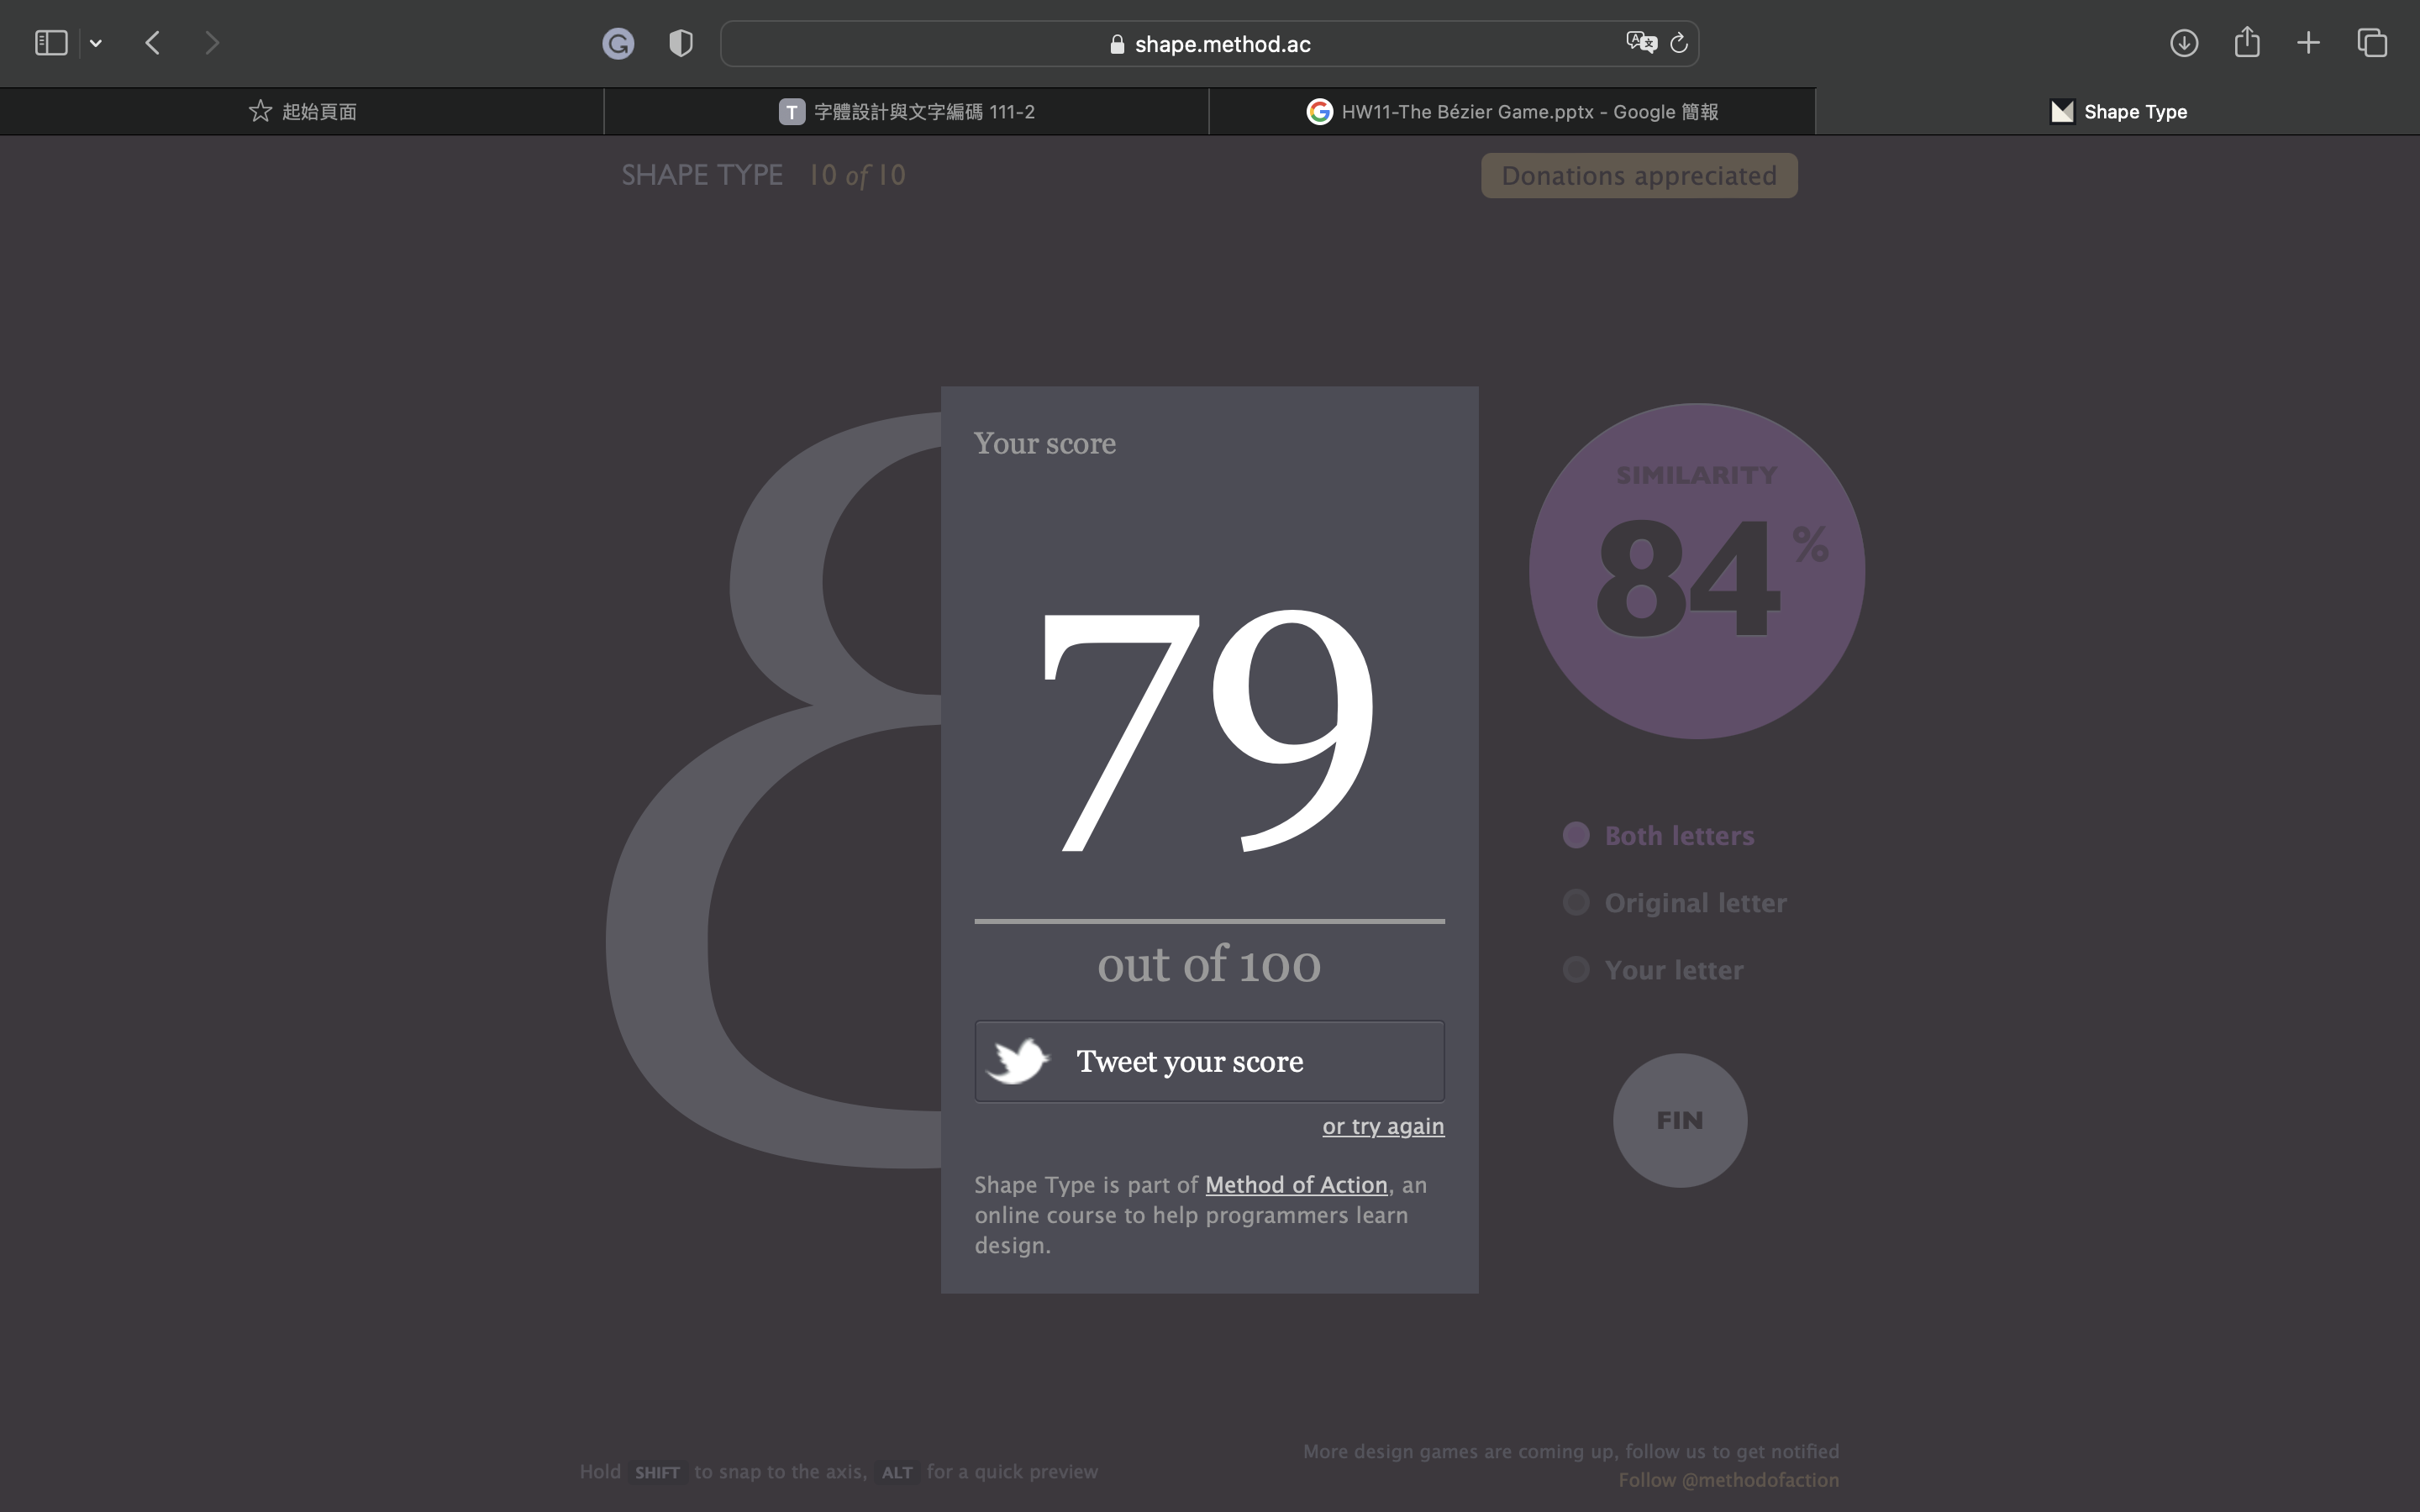 shape.method.ac
起始頁面
T 字體設計與文字編碼 111-2
HW11-The Bézier Game.pptx - Google 簡報
Shape Type
SHAPE TYPE 10 of 10
Donations appreciated
8
Your score
79
out of 100
Tweet your score
or try again
Shape Type is part of Method of Action, an
online course to help programmers learn
design.
SIMILARITY
84%
Both letters
Original letter
Your letter
FIN
Hold SHIFT to snap to the axis, ALT for a quick preview
More design games are coming up, follow us to get notified
Follow @methodofaction